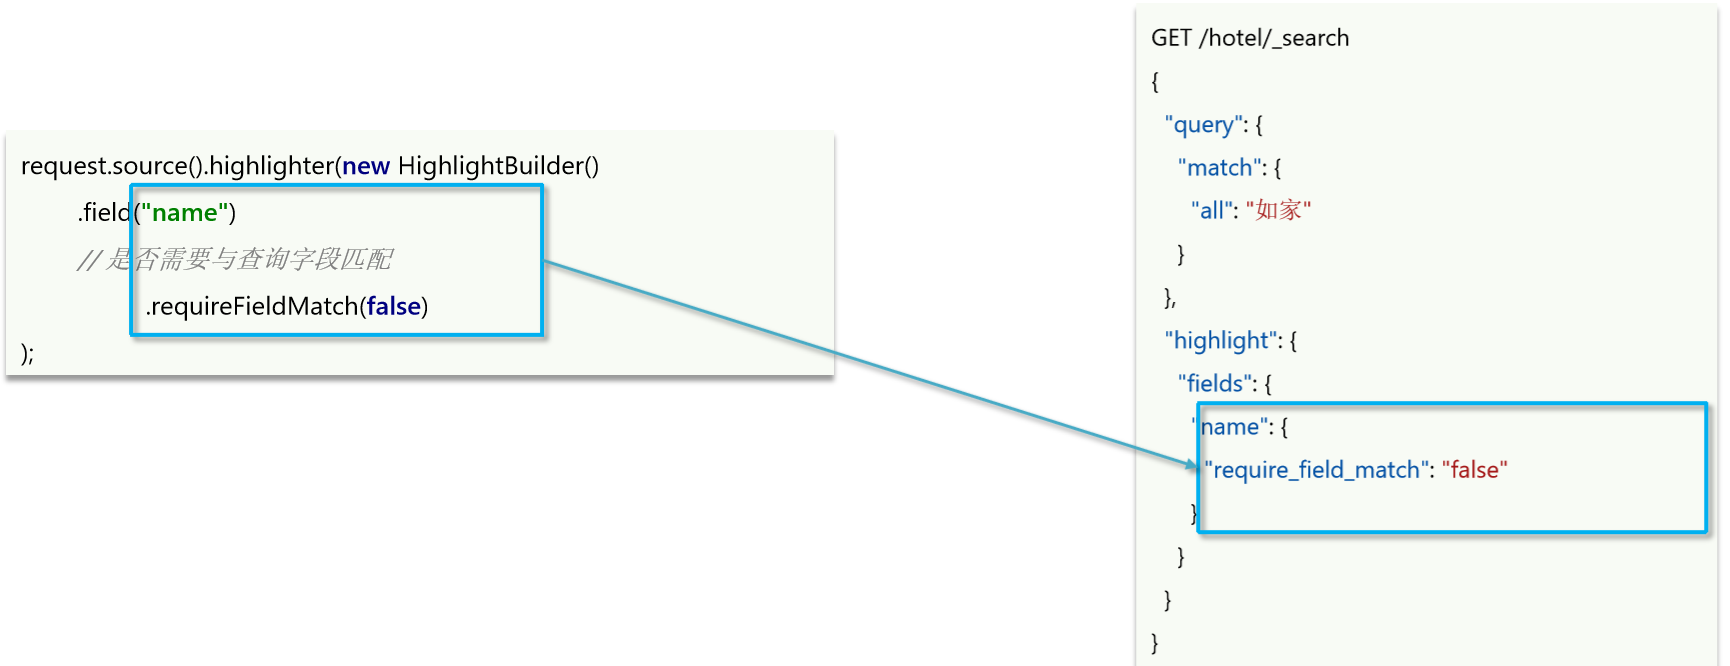 request.source().highlighter(new HighlightBuilder()
.field("name")
// 是否需要与查询字段匹配
.requireFieldMatch(false)
);
GET /hotel/_search
{
"query": {
"match": {
"all": "如家"
}
},
"highlight": {
"fields": {
"name": {
"require_field_match": "false"
}
}
}
}